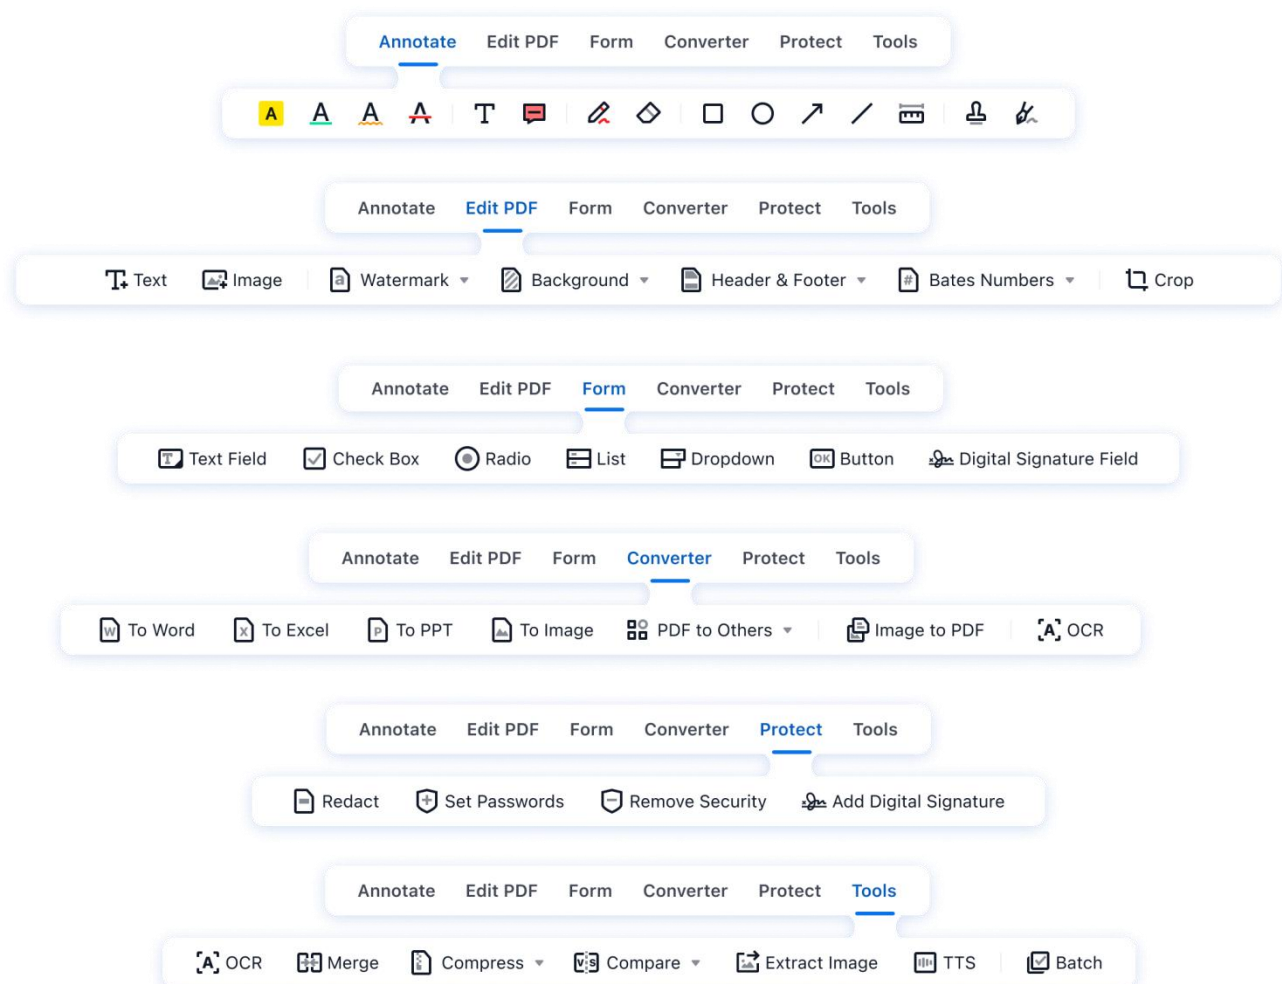 Annotate Edit PDF Form Converter Protect Tools
A A A A T
Annotate Edit PDF Form Converter Protect Tools
T Text Image a Watermark Background Header & Footer # Bates Numbers Crop
Annotate Edit PDF Form Converter Protect Tools
T Text Field Check Box Radio List Dropdown OK Button Digital Signature Field
Annotate Edit PDF Form Converter Protect Tools
W To Word X To Excel P To PPT To Image PDF to Others Image to PDF A OCR
Annotate Edit PDF Form Converter Protect Tools
Redact Set Passwords Remove Security Add Digital Signature
Annotate Edit PDF Form Converter Protect Tools
A OCR Merge Compress V S Compare Extract Image TTS Batch